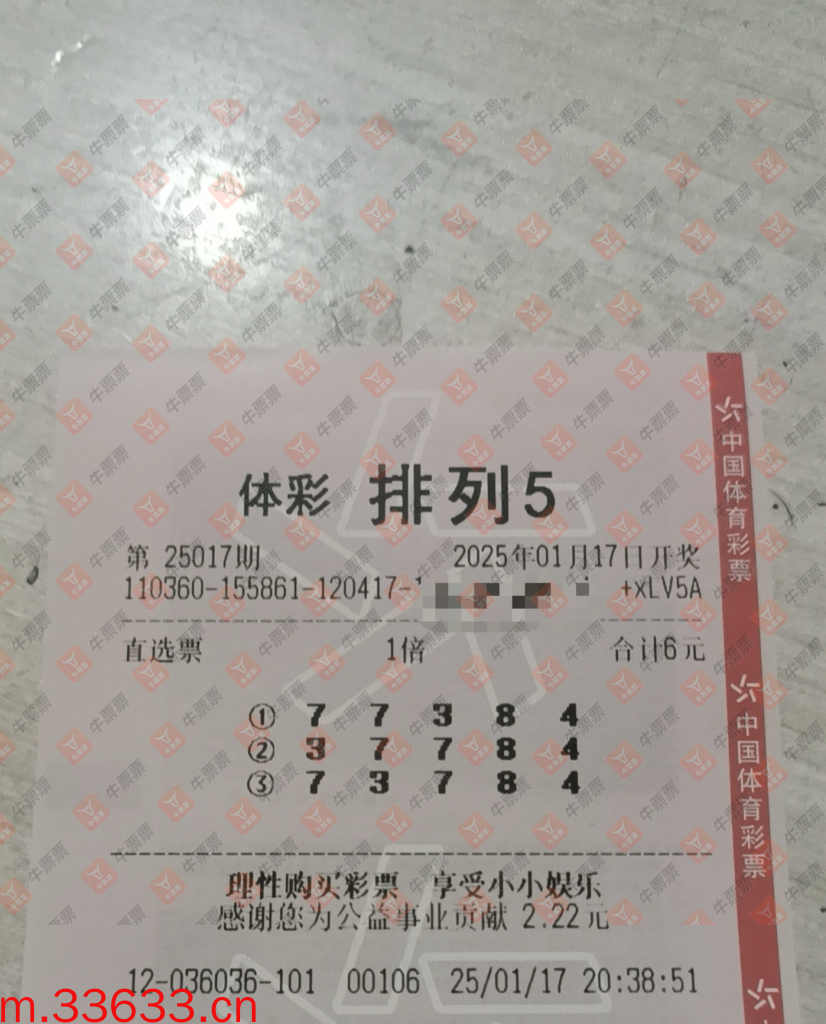 体彩 排列5
第 25017期 2025年01月17日开奖
110360-155861-120417-1 +xLV5A
直选票 1倍 合计6元
① 7 7 3 8 4
② 3 7 7 8 4
③ 7 3 7 8 4
理性购买彩票 享受小小娱乐
感谢您为公益事业贡献 2.22元
12-036036-101 00106 25/01/17 20:38:51
中国体育彩票
中国体育彩票
牛票票
m.33633.cn